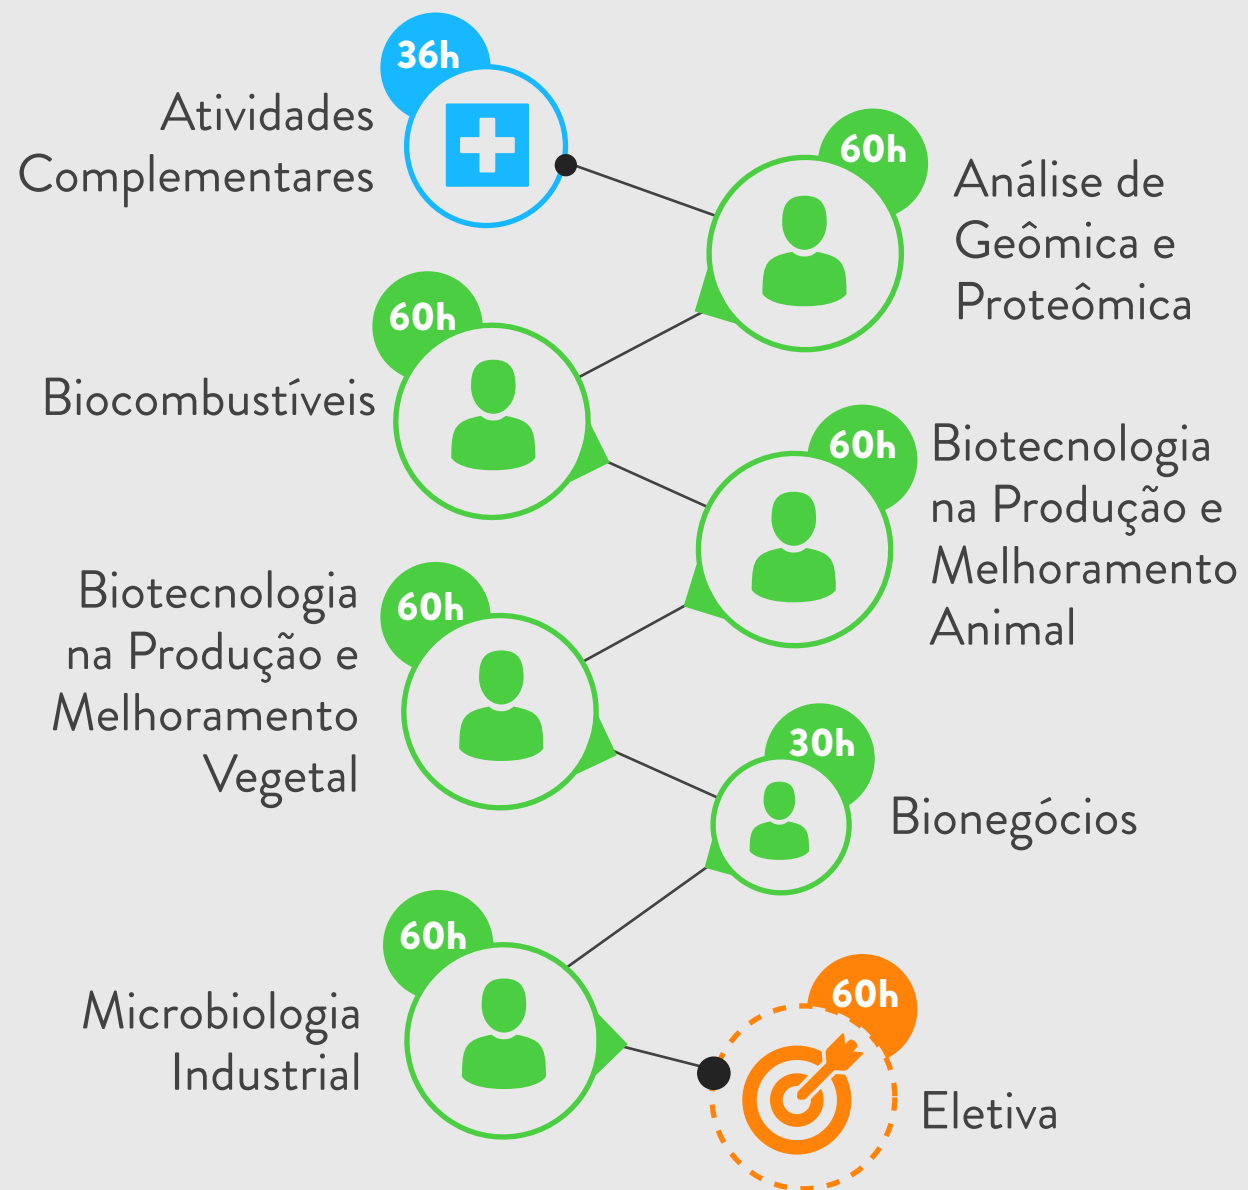 36h
Atividades
Complementares
60h
Análise de
Geômica e
Proteômica
60h
Biocombustíveis
60h
Biotecnologia
na Produção e
Melhoramento
Animal
60h
Biotecnologia
na Produção e
Melhoramento
Vegetal
30h
Bionegócios
60h
Microbiologia
Industrial
60h
Eletiva